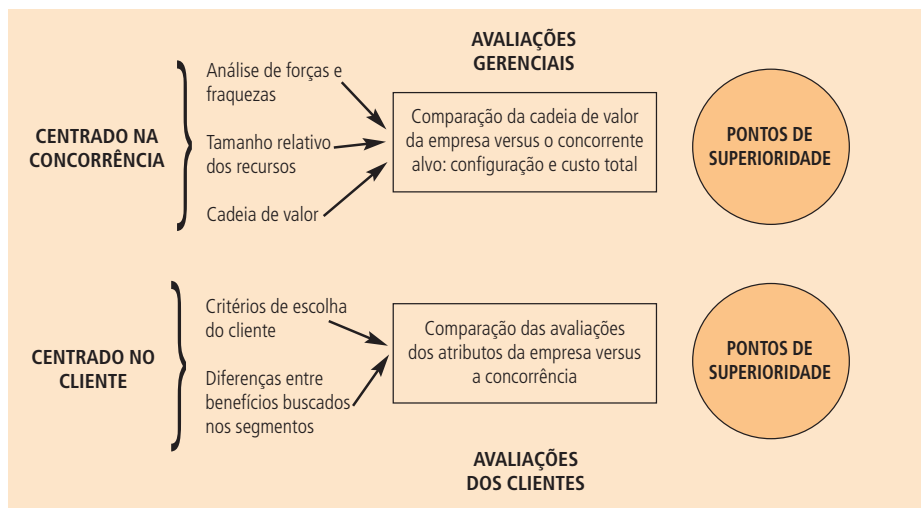 AVALIAÇÕES
GERENCIAIS
CENTRADO NA
CONCORRÊNCIA
Análise de forças e
fraquezas
Tamanho relativo
dos recursos
Cadeia de valor
Comparação da cadeia de valor
da empresa versus o concorrente
alvo: configuração e custo total
PONTOS DE
SUPERIORIDADE
CENTRADO NO
CLIENTE
Critérios de escolha
do cliente
Diferenças entre
benefícios buscados
nos segmentos
Comparação das avaliações
dos atributos da empresa versus
a concorrência
PONTOS DE
SUPERIORIDADE
AVALIAÇÕES
DOS CLIENTES